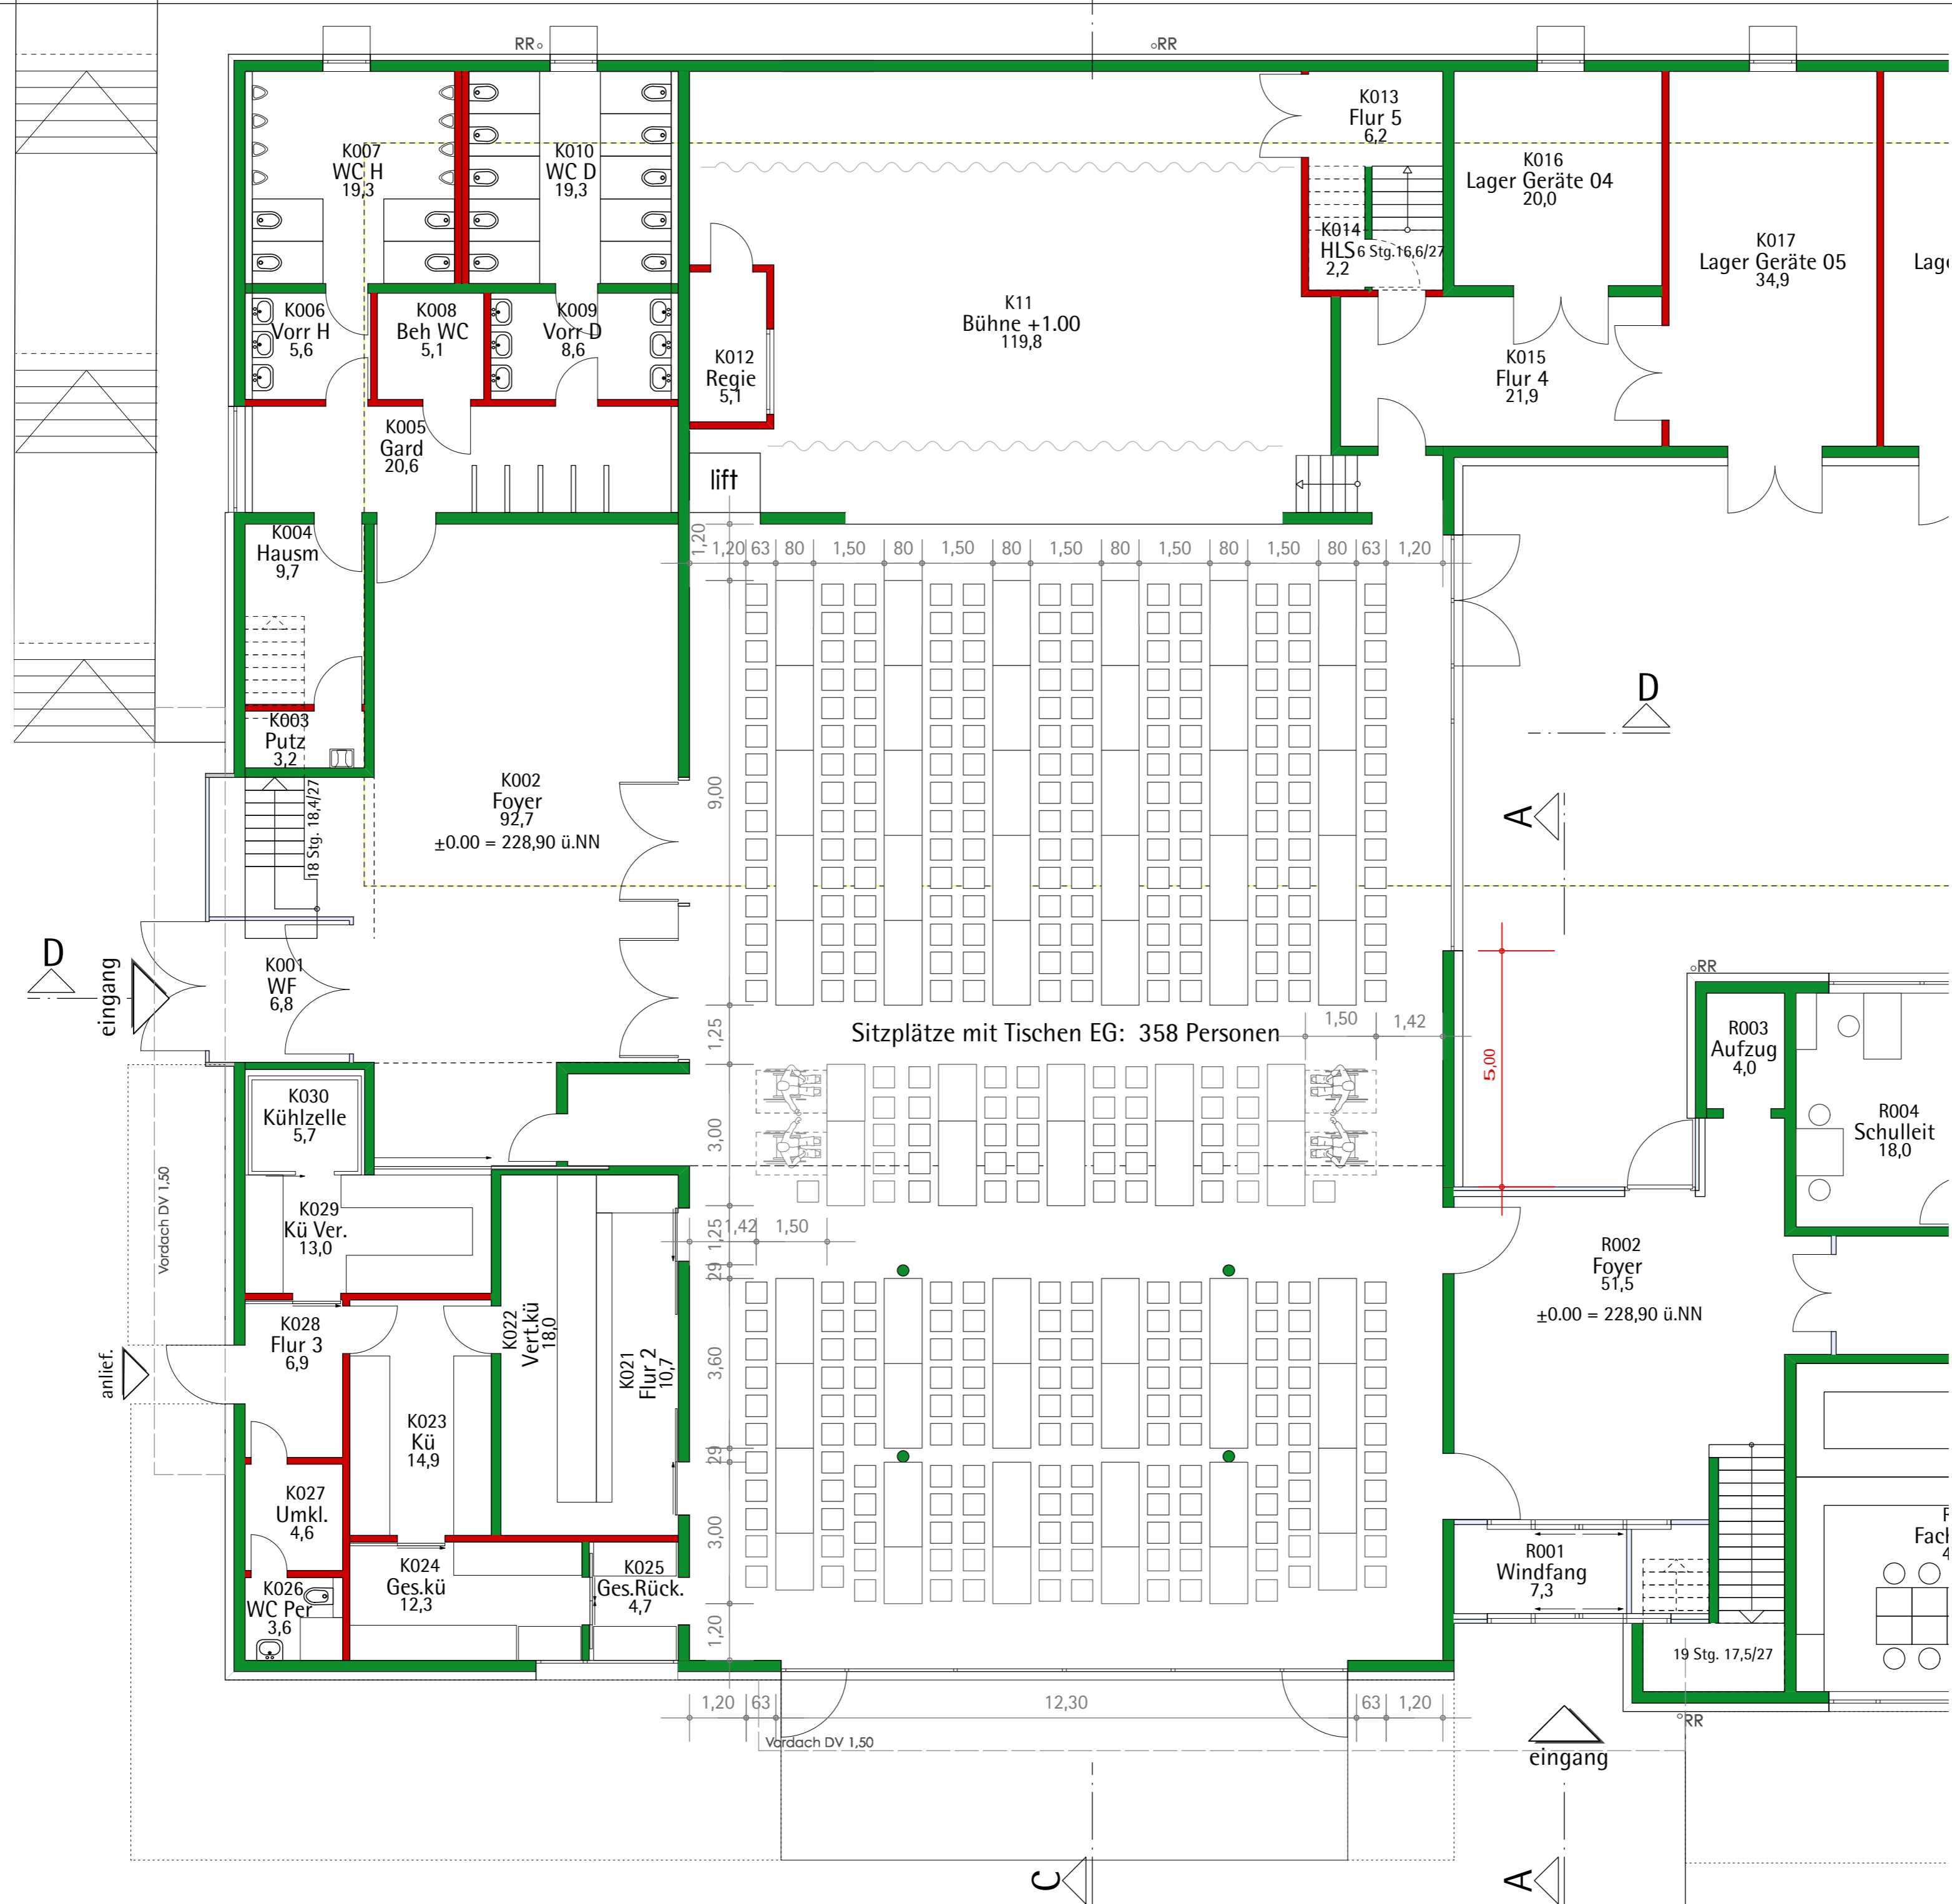 RR
RR
K007
WC H
19,3
K010
WC D
19,3
K013
Flur 5
6,2
K016
Lager Geräte 04
20,0
K014
HLS
2,2
6 Stg.16,6/27
K017
Lager Geräte 05
34,9
K006
Vorr H
5,6
K008
Beh WC
5,1
K009
Vorr D
8,6
K11
Bühne +1.00
119,8
K012
Regie
5,1
K015
Flur 4
21,9
K005
Gard
20,6
lift
K004
Hausm
9,7
1,20
1,20 63 80 1,50 80 1,50 80 1,50 80 1,50 80 1,50 80 63 1,20
K003
Putz
3,2
D
18 Stg. 18,4/27
K002
Foyer
92,7
±0.00 = 228,90 ü.NN
9,00
A
D
eingang
K001
WF
6,8
RR
Sitzplätze mit Tischen EG: 358 Personen
1,25
1,50 1,42
5,00
R003
Aufzug
4,0
K030
Kühlzelle
5,7
3,00
R004
Schulleit
18,0
Vordach DV 1,50
K029
Kü Ver.
13,0
1,25
1,42 1,50
29
R002
Foyer
51,5
±0.00 = 228,90 ü.NN
K028
Flur 3
6,9
anlief.
K022
Vert.kü
18,0
K021
Flur 2
10,7
3,60
K023
Kü
14,9
29
K027
Umkl.
4,6
3,00
K024
Ges.kü
12,3
K025
Ges.Rück.
4,7
R001
Windfang
7,3
K026
WC Per
3,6
1,20
19 Stg. 17,5/27
1,20 63 12,30 63 1,20
Vordach DV 1,50
RR
eingang
C
A